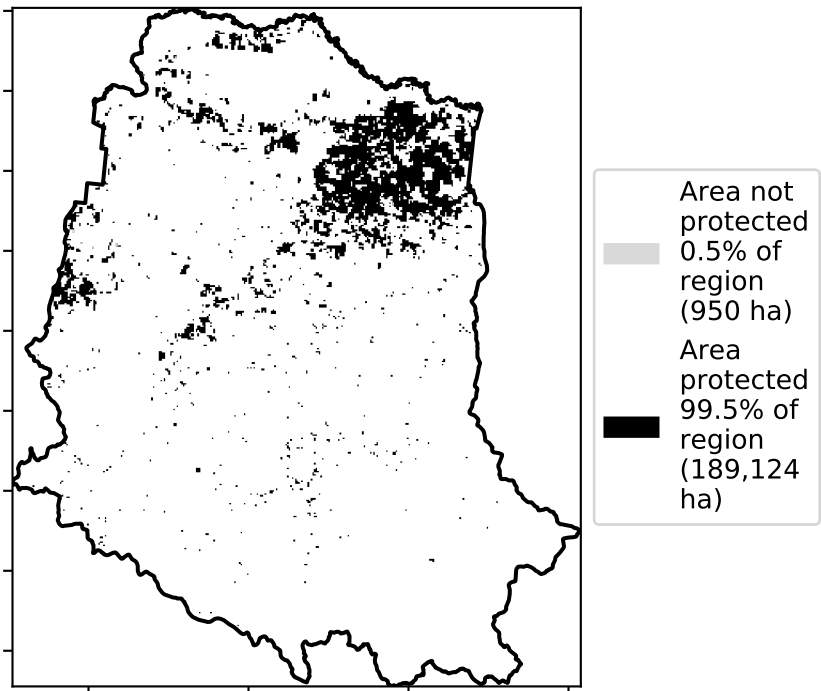 Area not
protected
0.5% of
region
(950 ha)
Area
protected
99.5% of
region
(189,124
ha)